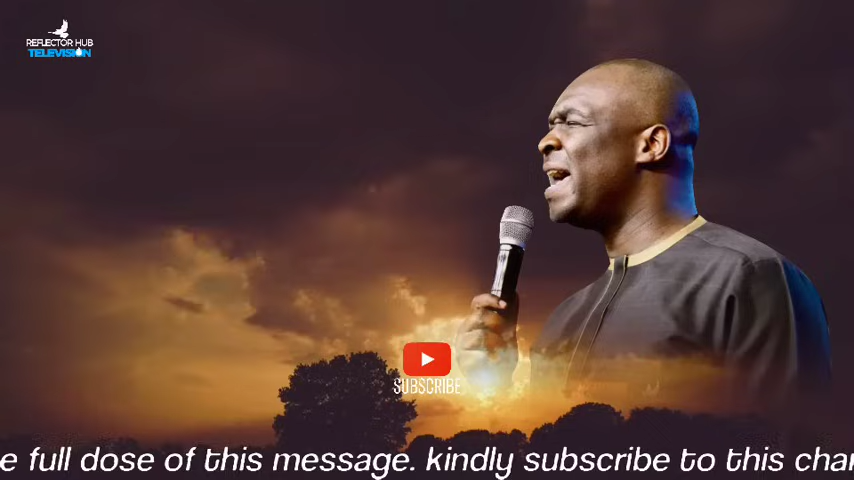 REFLECTOR HUB
TELEVISION
SUBSCRIBE
e full dose of this message. kindly subscribe to this chan